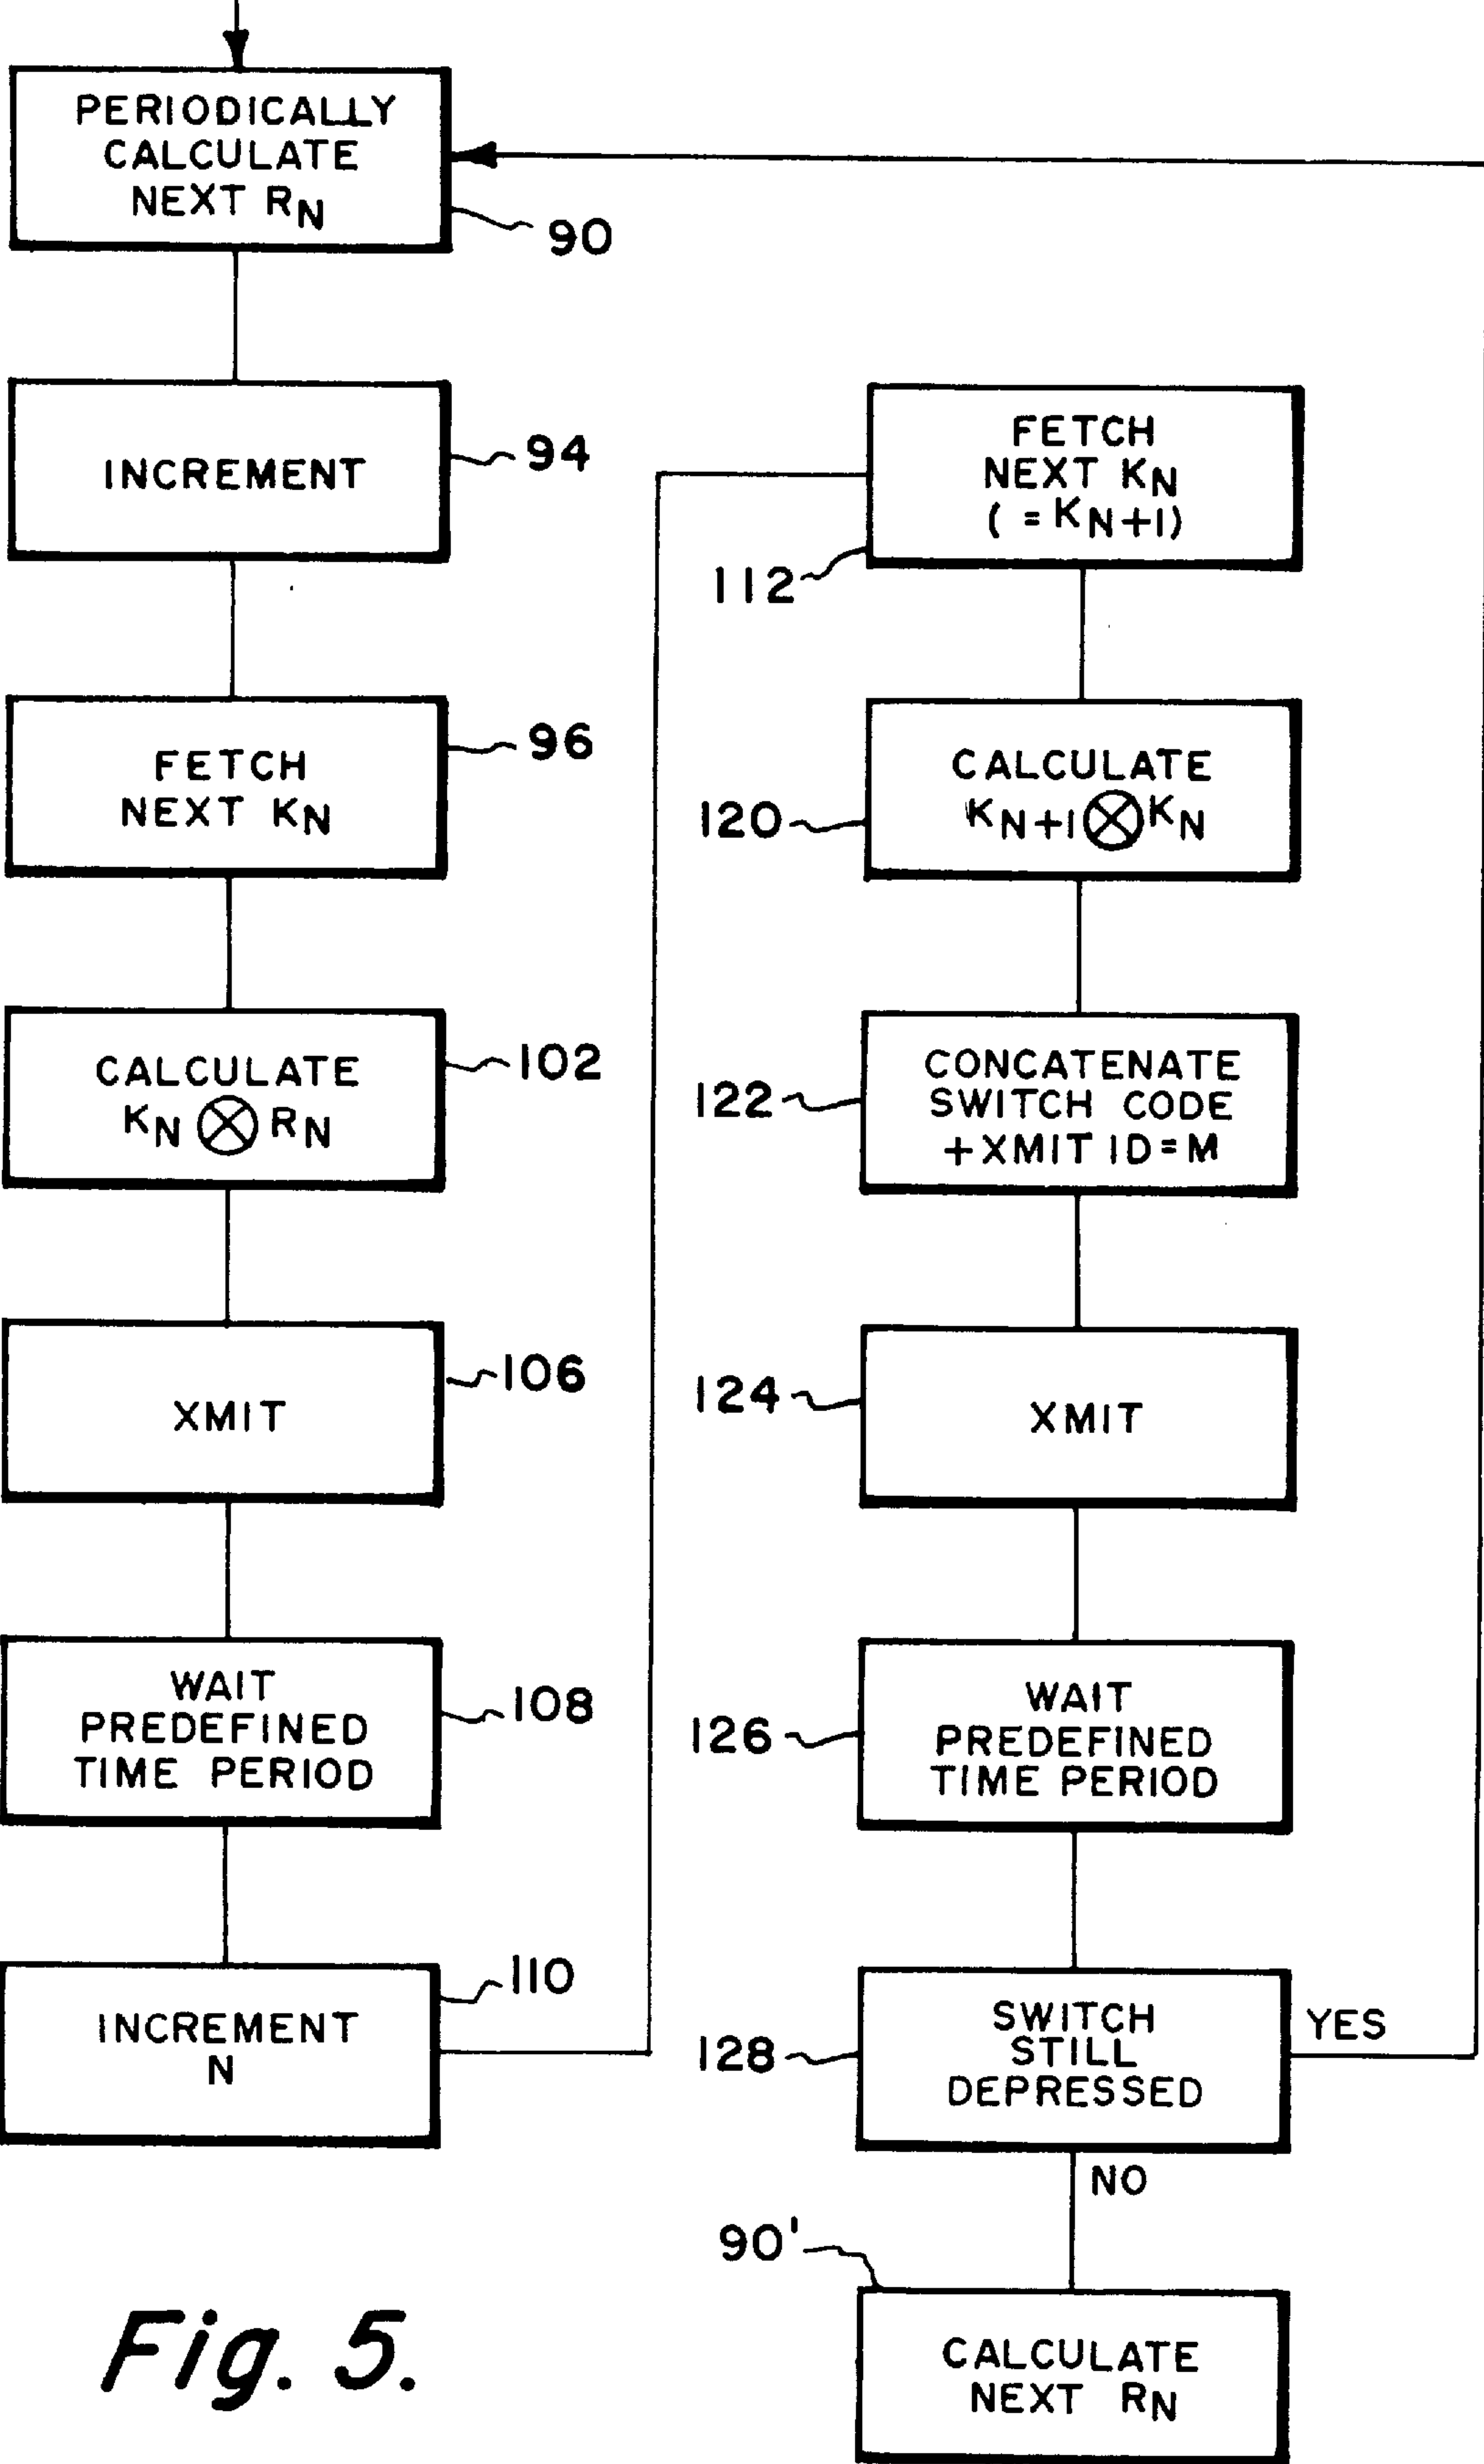 PERIODICALLY
CALCULATE
NEXT RN
90
INCREMENT
94
FETCH
NEXT KN
96
CALCULATE
KN ⊗ RN
102
XMIT
106
WAIT
PREDEFINED
TIME PERIOD
108
INCREMENT
N
110
FETCH
NEXT KN
( = KN+1)
112
CALCULATE
KN+1 ⊗ KN
120
CONCATENATE
SWITCH CODE
+XMIT ID=M
122
XMIT
124
WAIT
PREDEFINED
TIME PERIOD
126
SWITCH
STILL
DEPRESSED
128
YES
NO
90'
CALCULATE
NEXT RN
Fig. 5.